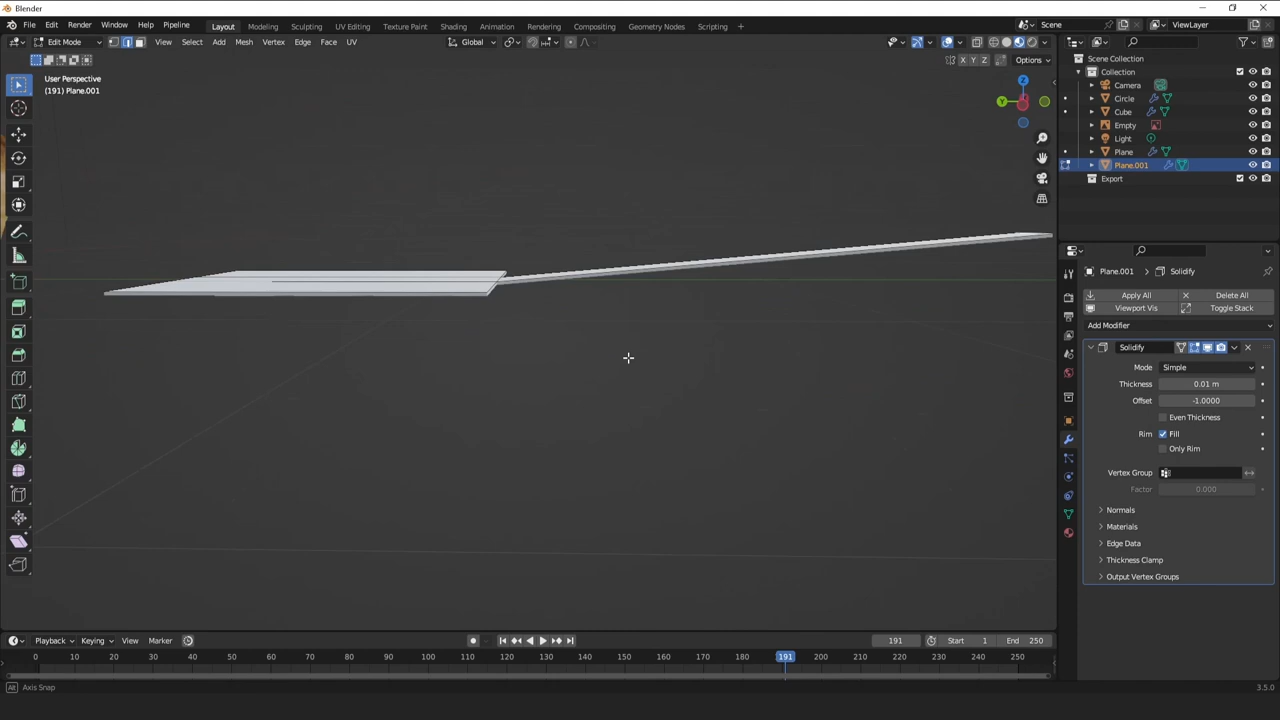 Blender
File Edit Render Window Help Pipeline Layout Modeling Sculpting UV Editing Texture Paint Shading Animation Rendering Compositing Geometry Nodes Scripting + Scene ViewLayer
Edit Mode View Select Add Mesh Vertex Edges Face UV Global
X Y Z Options
User Perspective
(191) Plane.001
Z
Y
Scene Collection
Collection
Camera
Circle
Cube
Empty
Light
Plane
Plane.001
Export
Plane.001 > Solidify
Apply All Delete All
Viewport Vis Toggle Stack
Add Modifier
Solidify
Mode Simple
Thickness 0.01 m
Offset -1.0000
Even Thickness
Rim Fill
Only Rim
Vertex Group
Factor 0.000
Normals
Materials
Edge Data
Thickness Clamp
Output Vertex Groups
Playback Keying View Marker 191 Start 1 End 250
0 10 20 30 40 50 60 70 80 90 100 110 120 130 140 150 160 170 180 191 200 210 220 230 240 250
Alt Axis Snap 3.5.0